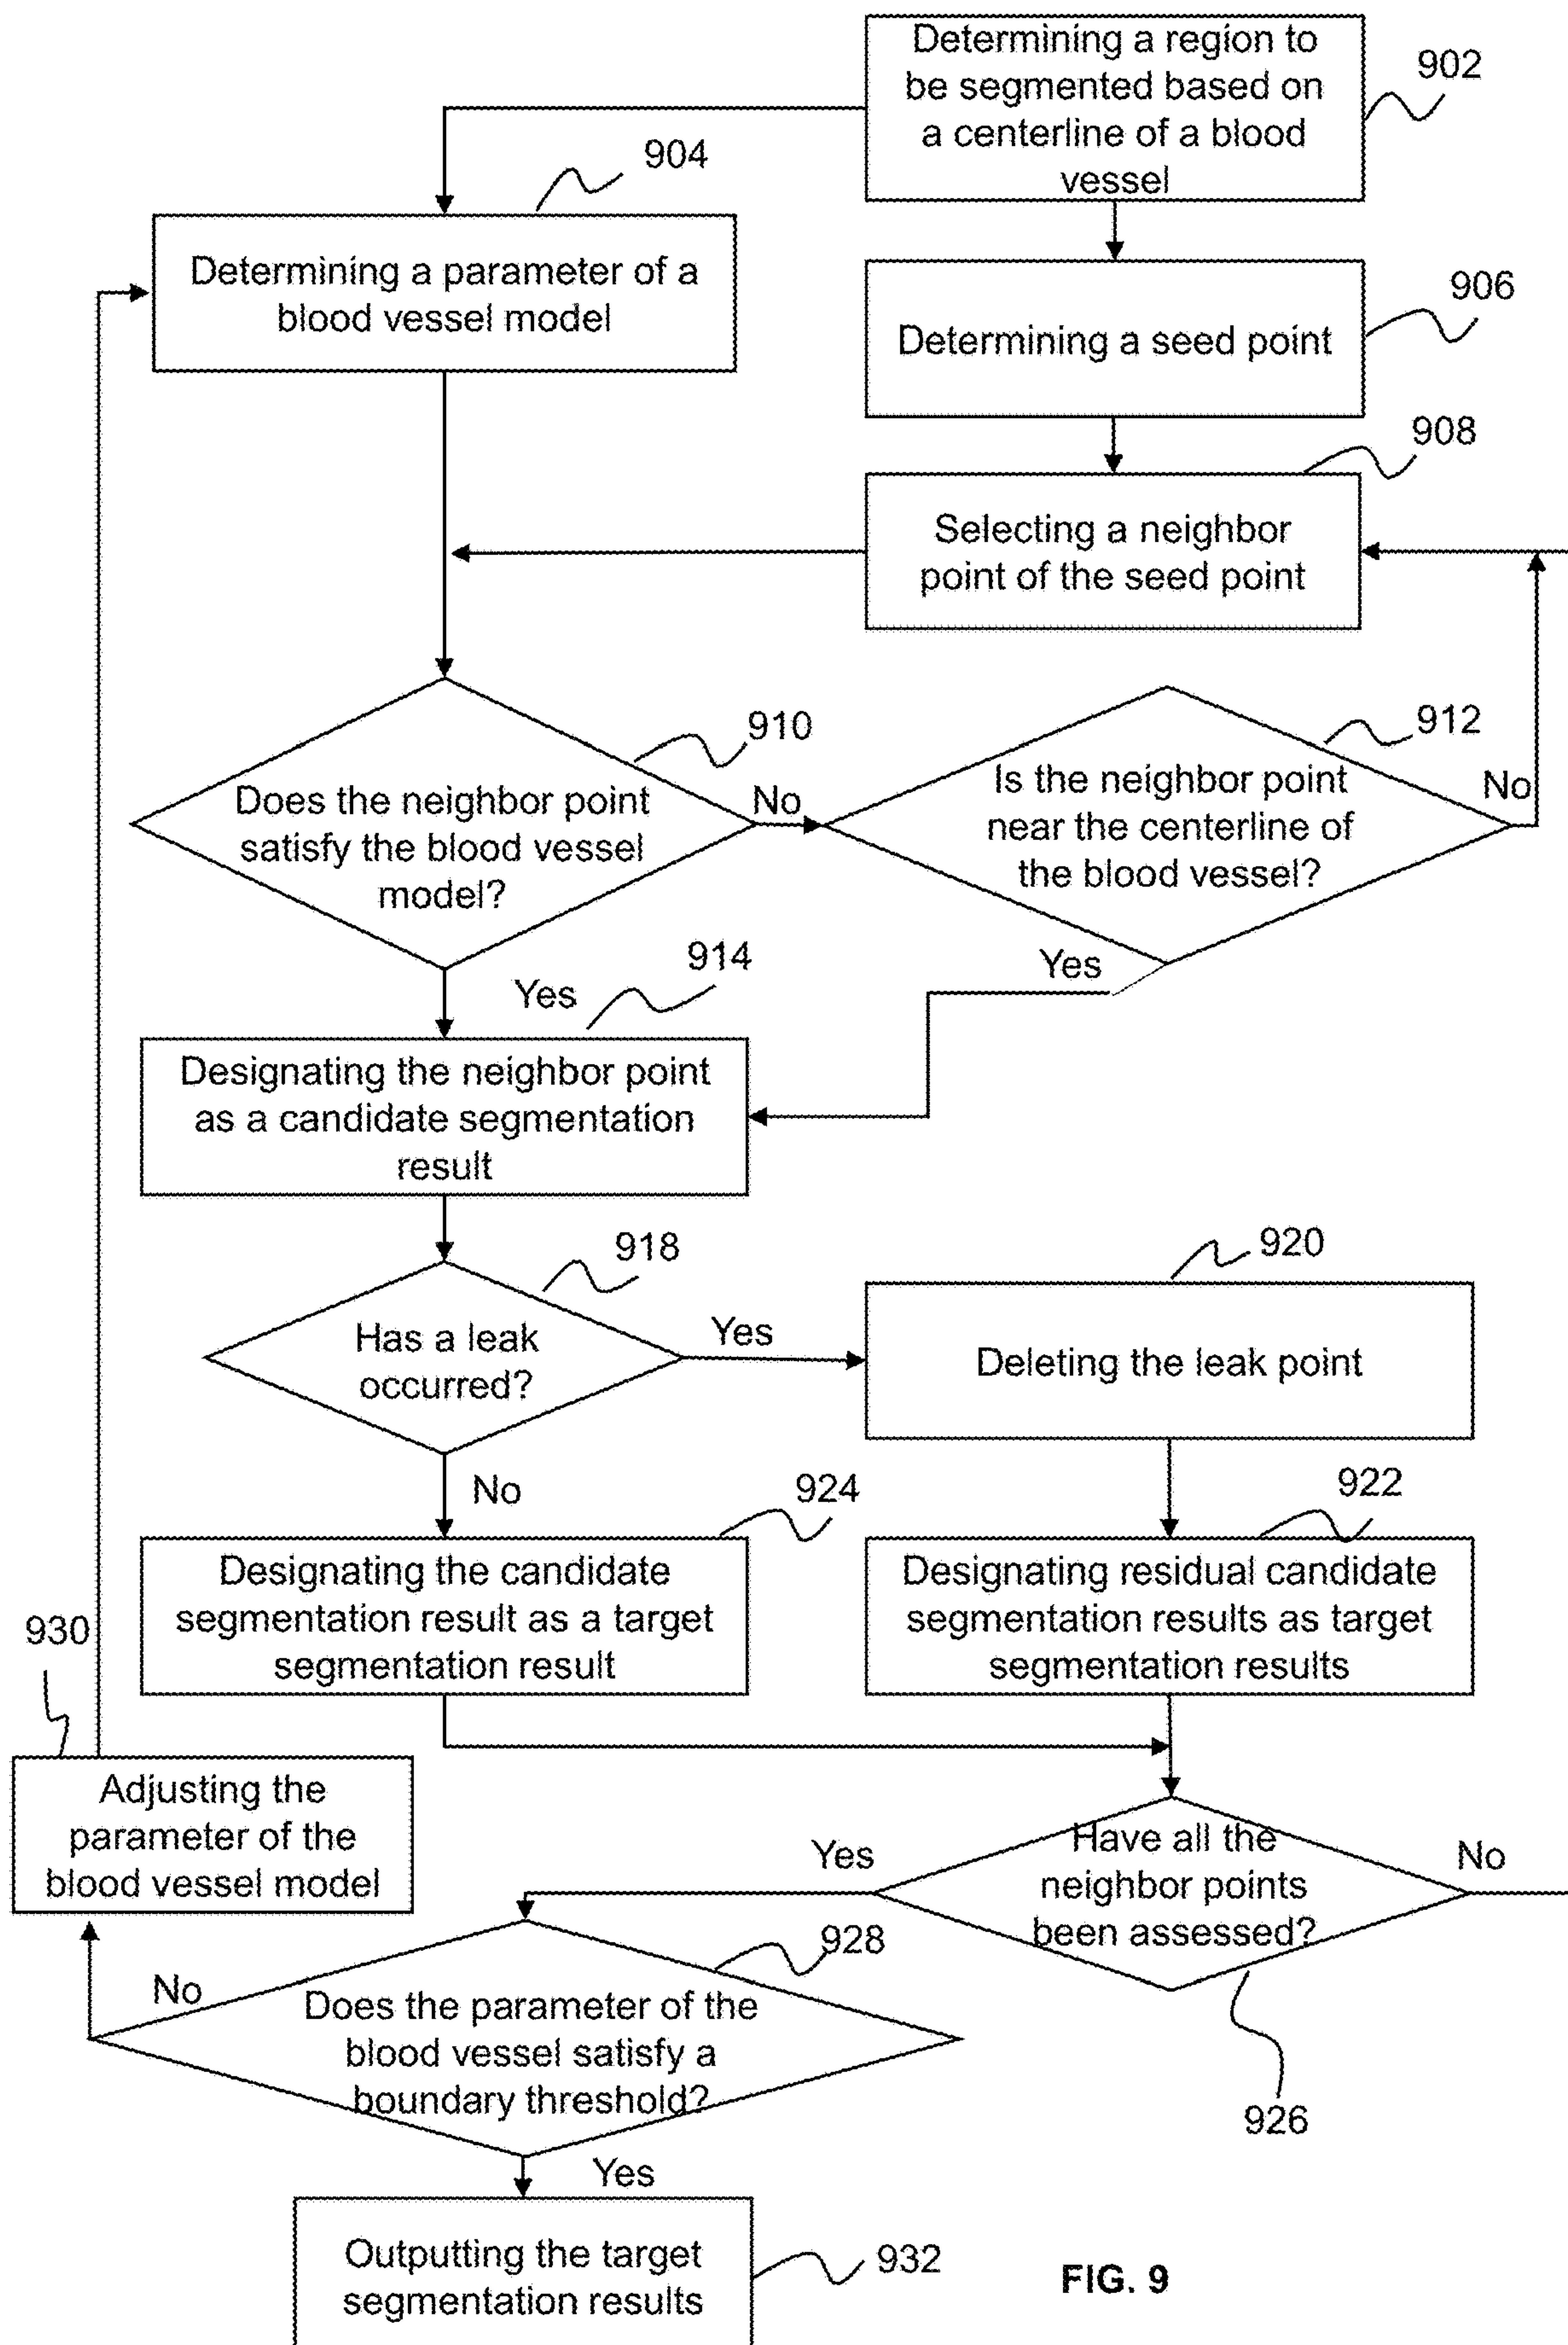 Determining a region to
be segmented based on
a centerline of a blood
vessel
902
904
Determining a parameter of a
blood vessel model
906
Determining a seed point
908
Selecting a neighbor
point of the seed point
910
Does the neighbor point
satisfy the blood vessel
model?
No
912
Is the neighbor point
near the centerline of
the blood vessel?
No
Yes
Yes
914
Designating the neighbor point
as a candidate segmentation
result
918
Has a leak
occurred?
Yes
920
Deleting the leak point
No
924
Designating the candidate
segmentation result as a target
segmentation result
922
Designating residual candidate
segmentation results as target
segmentation results
930
Adjusting the
parameter of the
blood vessel model
Yes
Have all the
neighbor points
been assessed?
No
926
928
No
Does the parameter of the
blood vessel satisfy a
boundary threshold?
Yes
Outputting the target
segmentation results
932
FIG. 9